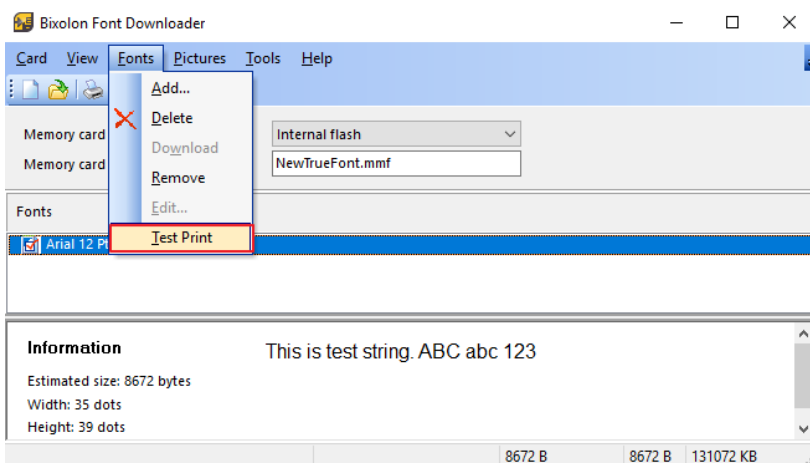 Bixolon Font Downloader
Card View Fonts Pictures Tools Help
Add...
Delete
Download
Remove
Edit...
Test Print
Memory card
Internal flash
Memory card
NewTrueFont.mmf
Fonts
Arial 12 Pt
Information
This is test string. ABC abc 123
Estimated size: 8672 bytes
Width: 35 dots
Height: 39 dots
8672 B 8672 B 131072 KB